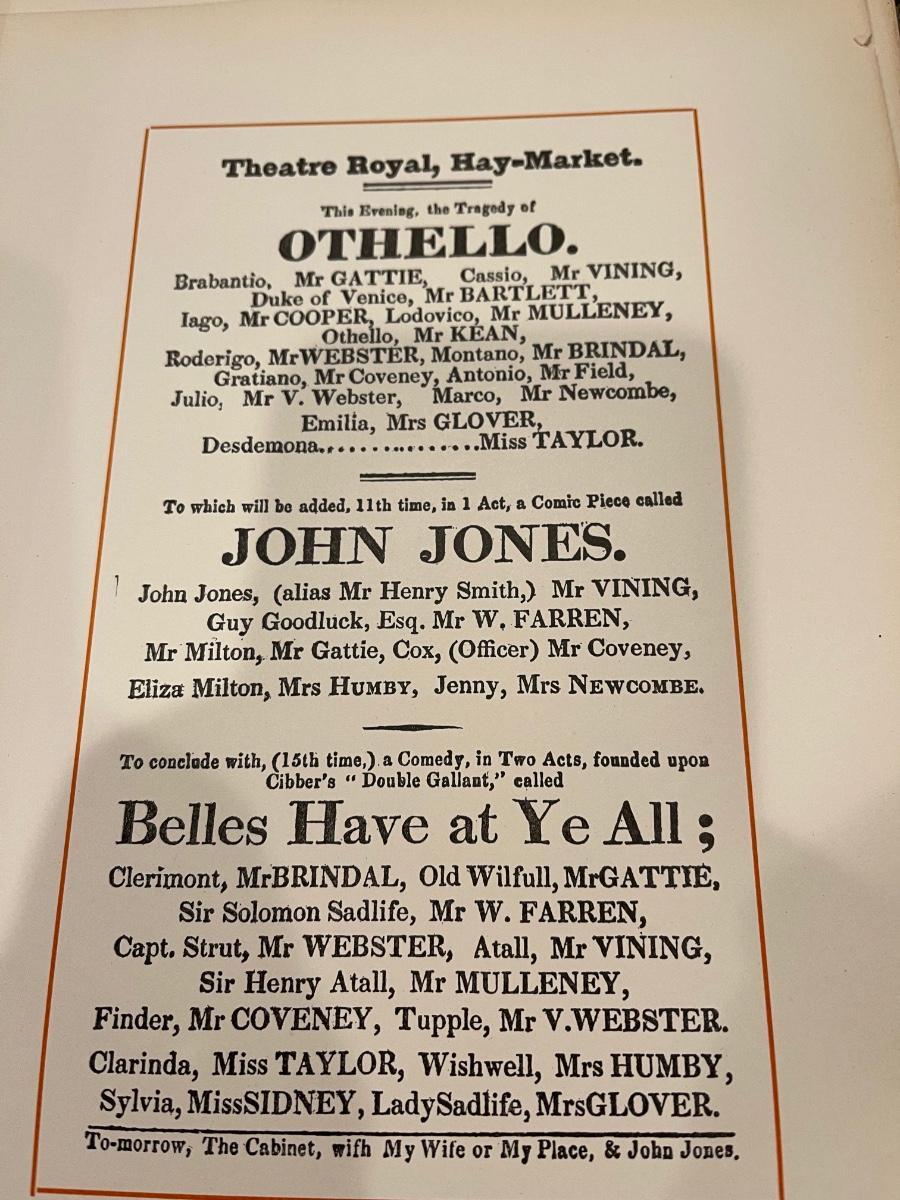 Theatre Royal, Hay-Market.
This Evening, the Tragedy of
OTHELLO.
Brabantio, Mr GATTIE, Cassio, Mr VINING,
Duke of Venice, Mr BARTLETT,
Iago, Mr COOPER, Lodovico, Mr MULLENEY,
Othello, Mr KEAN,
Roderigo, MrWEBSTER, Montano, Mr BRINDAL,
Gratiano, Mr Coveney, Antonio, Mr Field,
Julio, Mr V. Webster, Marco, Mr Newcombe,
Emilia, Mrs GLOVER,
Desdemona..................Miss TAYLOR.
To which will be added, 11th time, in 1 Act, a Comic Piece called
JOHN JONES.
John Jones, (alias Mr Henry Smith,) Mr VINING,
Guy Goodluck, Esq. Mr W. FARREN,
Mr Milton, Mr Gattie, Cox, (Officer) Mr Coveney,
Eliza Milton, Mrs HUMBY, Jenny, Mrs NEWCOMBE.
To conclude with, (15th time,) a Comedy, in Two Acts, founded upon
Cibber's "Double Gallant," called
Belles Have at Ye All;
Clerimont, MrBRINDAL, Old Wilfull, MrGATTIE,
Sir Solomon Sadlife, Mr W. FARREN,
Capt. Strut, Mr WEBSTER, Atall, Mr VINING,
Sir Henry Atall, Mr MULLENEY,
Finder, Mr COVENEY, Tupple, Mr V.WEBSTER.
Clarinda, Miss TAYLOR, Wishwell, Mrs HUMBY,
Sylvia, MissSIDNEY, LadySadlife, MrsGLOVER.
To-morrow, The Cabinet, wifh My Wife or My Place, & John Jones.